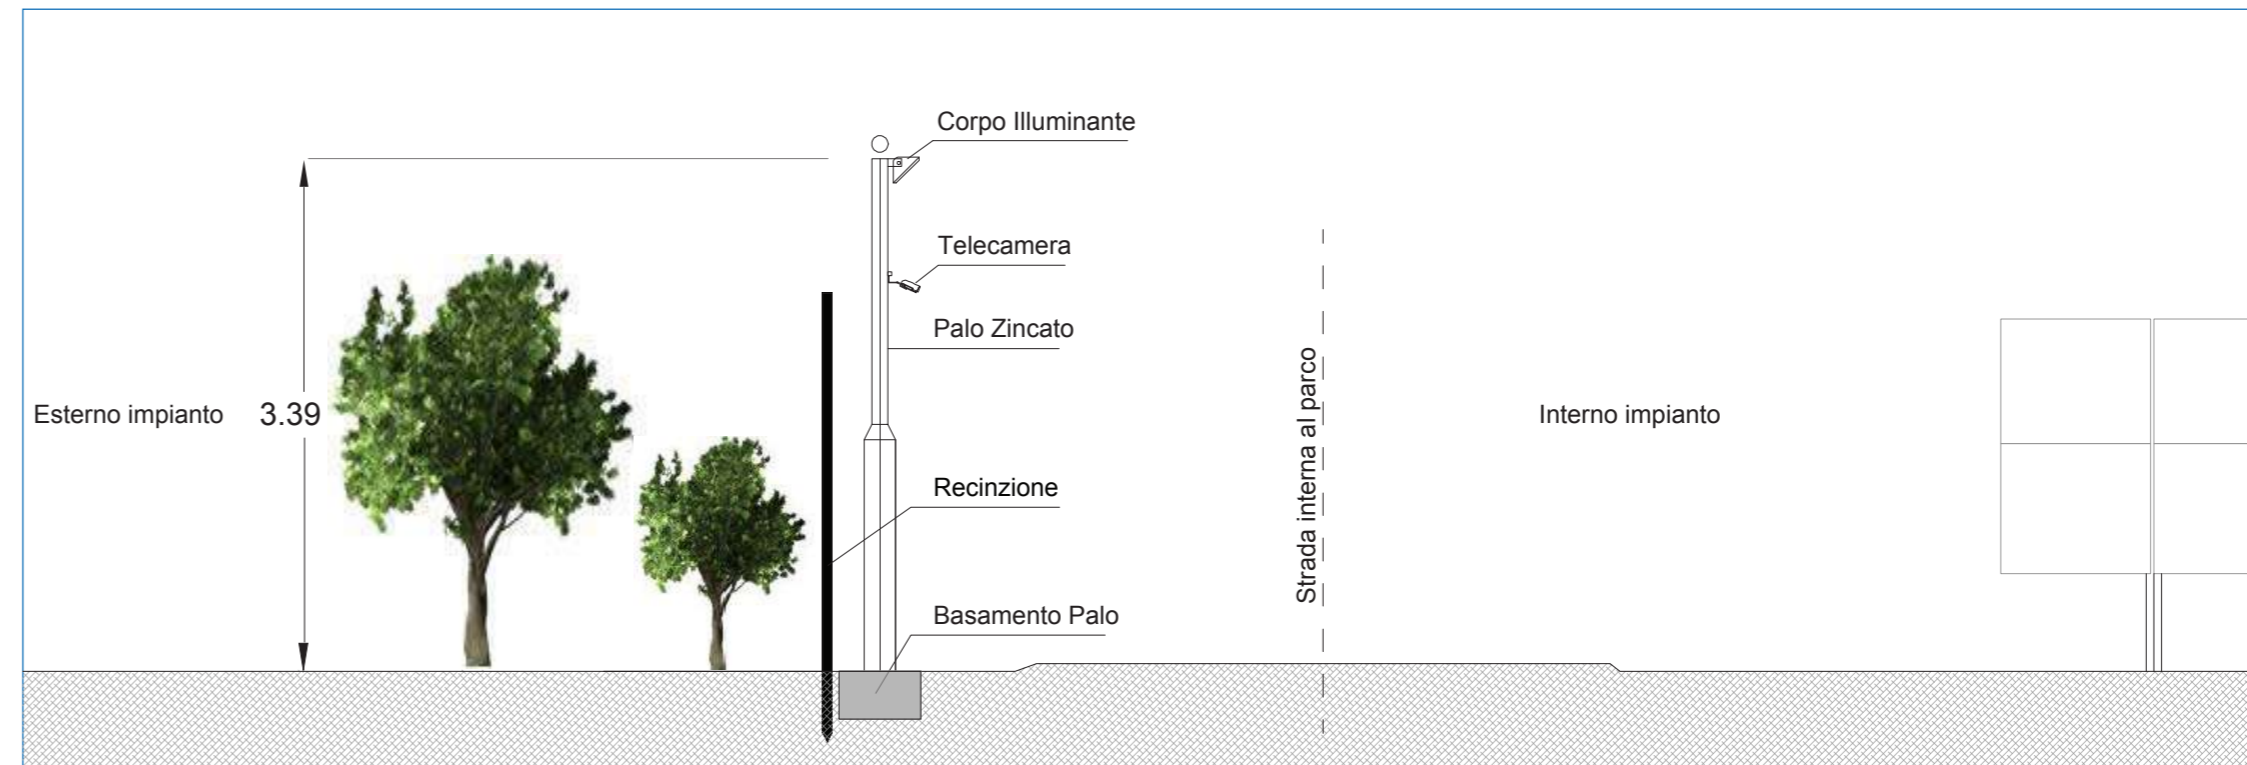 Corpo Illuminante
Telecamera
Palo Zincato
Esterno impianto
3.39
Strada interna al parco
Interno impianto
Recinzione
Basamento Palo